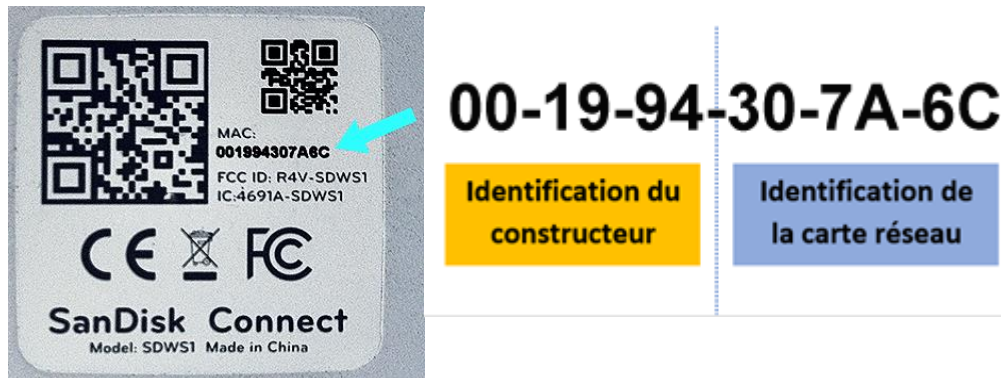 MAC:
001994307A6C
FCC ID: R4V-SDWS1
IC:4691A-SDWS1
CE FC
SanDisk Connect
Model: SDWS1 Made in China
00-19-94-30-7A-6C
Identification du
constructeur
Identification de
la carte réseau